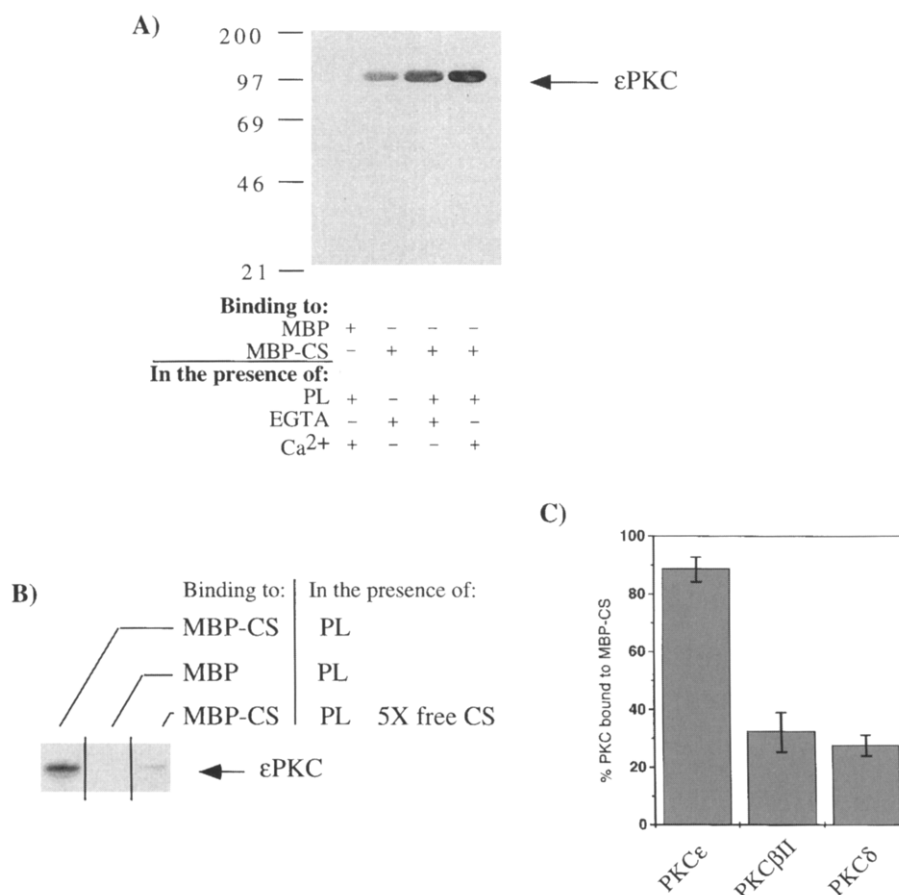 A)
200
97
69
46
21
εPKC
Binding to:
MBP + – – –
MBP-CS – + + +
In the presence of:
PL + – + +
EGTA – + + –
Ca2+ + – – +
B)
Binding to: In the presence of:
MBP-CS PL
MBP PL
MBP-CS PL 5X free CS
εPKC
C)
% PKC bound to MBP-CS
100
80
60
40
20
0
PKCε PKCβII PKCδ